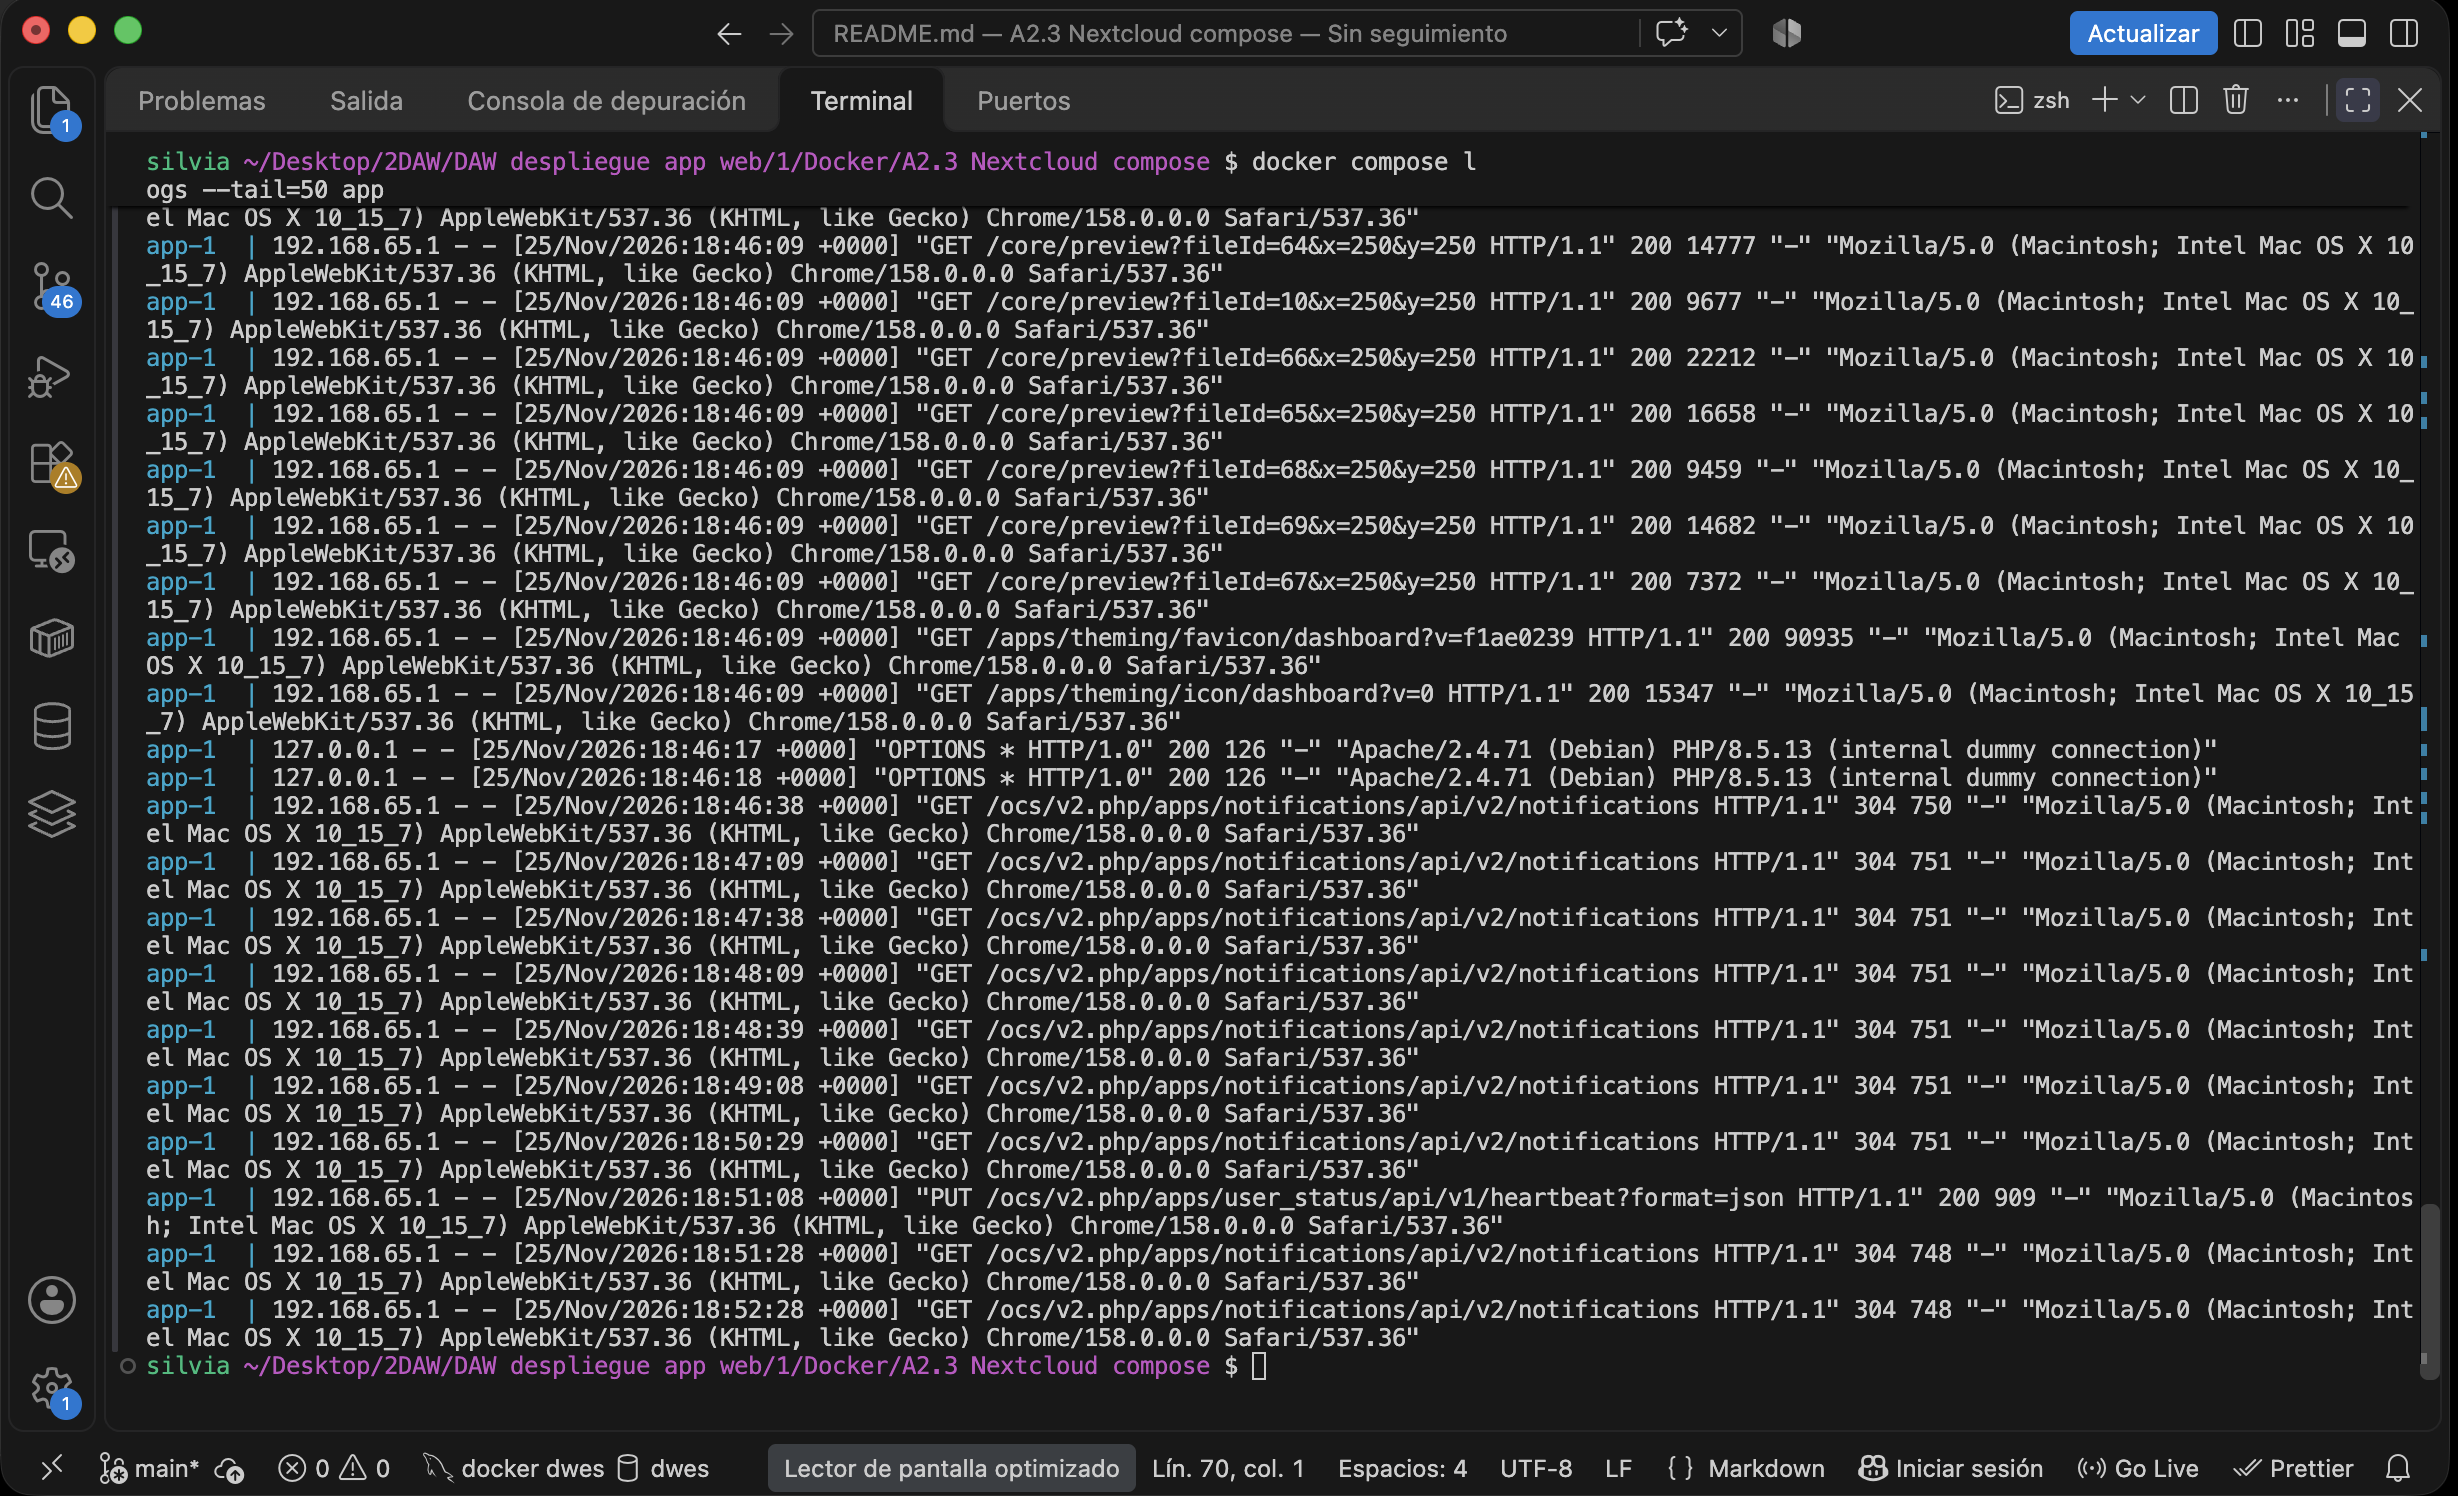 README.md — A2.3 Nextcloud compose — Sin seguimiento
Actualizar
Problemas Salida Consola de depuración Terminal Puertos zsh
1
46
1
silvia ~/Desktop/2DAW/DAW despliegue app web/1/Docker/A2.3 Nextcloud compose $ docker compose l
ogs --tail=50 app
el Mac OS X 10_15_7) AppleWebKit/537.36 (KHTML, like Gecko) Chrome/158.0.0.0 Safari/537.36"
app-1 | 192.168.65.1 - - [25/Nov/2026:18:46:09 +0000] "GET /core/preview?fileId=64&x=250&y=250 HTTP/1.1" 200 14777 "-" "Mozilla/5.0 (Macintosh; Intel Mac OS X 10
_15_7) AppleWebKit/537.36 (KHTML, like Gecko) Chrome/158.0.0.0 Safari/537.36"
app-1 | 192.168.65.1 - - [25/Nov/2026:18:46:09 +0000] "GET /core/preview?fileId=10&x=250&y=250 HTTP/1.1" 200 9677 "-" "Mozilla/5.0 (Macintosh; Intel Mac OS X 10_
15_7) AppleWebKit/537.36 (KHTML, like Gecko) Chrome/158.0.0.0 Safari/537.36"
app-1 | 192.168.65.1 - - [25/Nov/2026:18:46:09 +0000] "GET /core/preview?fileId=66&x=250&y=250 HTTP/1.1" 200 22212 "-" "Mozilla/5.0 (Macintosh; Intel Mac OS X 10
_15_7) AppleWebKit/537.36 (KHTML, like Gecko) Chrome/158.0.0.0 Safari/537.36"
app-1 | 192.168.65.1 - - [25/Nov/2026:18:46:09 +0000] "GET /core/preview?fileId=65&x=250&y=250 HTTP/1.1" 200 16658 "-" "Mozilla/5.0 (Macintosh; Intel Mac OS X 10
_15_7) AppleWebKit/537.36 (KHTML, like Gecko) Chrome/158.0.0.0 Safari/537.36"
app-1 | 192.168.65.1 - - [25/Nov/2026:18:46:09 +0000] "GET /core/preview?fileId=68&x=250&y=250 HTTP/1.1" 200 9459 "-" "Mozilla/5.0 (Macintosh; Intel Mac OS X 10_
15_7) AppleWebKit/537.36 (KHTML, like Gecko) Chrome/158.0.0.0 Safari/537.36"
app-1 | 192.168.65.1 - - [25/Nov/2026:18:46:09 +0000] "GET /core/preview?fileId=69&x=250&y=250 HTTP/1.1" 200 14682 "-" "Mozilla/5.0 (Macintosh; Intel Mac OS X 10
_15_7) AppleWebKit/537.36 (KHTML, like Gecko) Chrome/158.0.0.0 Safari/537.36"
app-1 | 192.168.65.1 - - [25/Nov/2026:18:46:09 +0000] "GET /core/preview?fileId=67&x=250&y=250 HTTP/1.1" 200 7372 "-" "Mozilla/5.0 (Macintosh; Intel Mac OS X 10_
15_7) AppleWebKit/537.36 (KHTML, like Gecko) Chrome/158.0.0.0 Safari/537.36"
app-1 | 192.168.65.1 - - [25/Nov/2026:18:46:09 +0000] "GET /apps/theming/favicon/dashboard?v=f1ae0239 HTTP/1.1" 200 90935 "-" "Mozilla/5.0 (Macintosh; Intel Mac
OS X 10_15_7) AppleWebKit/537.36 (KHTML, like Gecko) Chrome/158.0.0.0 Safari/537.36"
app-1 | 192.168.65.1 - - [25/Nov/2026:18:46:09 +0000] "GET /apps/theming/icon/dashboard?v=0 HTTP/1.1" 200 15347 "-" "Mozilla/5.0 (Macintosh; Intel Mac OS X 10_15
_7) AppleWebKit/537.36 (KHTML, like Gecko) Chrome/158.0.0.0 Safari/537.36"
app-1 | 127.0.0.1 - - [25/Nov/2026:18:46:17 +0000] "OPTIONS * HTTP/1.0" 200 126 "-" "Apache/2.4.71 (Debian) PHP/8.5.13 (internal dummy connection)"
app-1 | 127.0.0.1 - - [25/Nov/2026:18:46:18 +0000] "OPTIONS * HTTP/1.0" 200 126 "-" "Apache/2.4.71 (Debian) PHP/8.5.13 (internal dummy connection)"
app-1 | 192.168.65.1 - - [25/Nov/2026:18:46:38 +0000] "GET /ocs/v2.php/apps/notifications/api/v2/notifications HTTP/1.1" 304 750 "-" "Mozilla/5.0 (Macintosh; Int
el Mac OS X 10_15_7) AppleWebKit/537.36 (KHTML, like Gecko) Chrome/158.0.0.0 Safari/537.36"
app-1 | 192.168.65.1 - - [25/Nov/2026:18:47:09 +0000] "GET /ocs/v2.php/apps/notifications/api/v2/notifications HTTP/1.1" 304 751 "-" "Mozilla/5.0 (Macintosh; Int
el Mac OS X 10_15_7) AppleWebKit/537.36 (KHTML, like Gecko) Chrome/158.0.0.0 Safari/537.36"
app-1 | 192.168.65.1 - - [25/Nov/2026:18:47:38 +0000] "GET /ocs/v2.php/apps/notifications/api/v2/notifications HTTP/1.1" 304 751 "-" "Mozilla/5.0 (Macintosh; Int
el Mac OS X 10_15_7) AppleWebKit/537.36 (KHTML, like Gecko) Chrome/158.0.0.0 Safari/537.36"
app-1 | 192.168.65.1 - - [25/Nov/2026:18:48:09 +0000] "GET /ocs/v2.php/apps/notifications/api/v2/notifications HTTP/1.1" 304 751 "-" "Mozilla/5.0 (Macintosh; Int
el Mac OS X 10_15_7) AppleWebKit/537.36 (KHTML, like Gecko) Chrome/158.0.0.0 Safari/537.36"
app-1 | 192.168.65.1 - - [25/Nov/2026:18:48:39 +0000] "GET /ocs/v2.php/apps/notifications/api/v2/notifications HTTP/1.1" 304 751 "-" "Mozilla/5.0 (Macintosh; Int
el Mac OS X 10_15_7) AppleWebKit/537.36 (KHTML, like Gecko) Chrome/158.0.0.0 Safari/537.36"
app-1 | 192.168.65.1 - - [25/Nov/2026:18:49:08 +0000] "GET /ocs/v2.php/apps/notifications/api/v2/notifications HTTP/1.1" 304 751 "-" "Mozilla/5.0 (Macintosh; Int
el Mac OS X 10_15_7) AppleWebKit/537.36 (KHTML, like Gecko) Chrome/158.0.0.0 Safari/537.36"
app-1 | 192.168.65.1 - - [25/Nov/2026:18:50:29 +0000] "GET /ocs/v2.php/apps/notifications/api/v2/notifications HTTP/1.1" 304 751 "-" "Mozilla/5.0 (Macintosh; Int
el Mac OS X 10_15_7) AppleWebKit/537.36 (KHTML, like Gecko) Chrome/158.0.0.0 Safari/537.36"
app-1 | 192.168.65.1 - - [25/Nov/2026:18:51:08 +0000] "PUT /ocs/v2.php/apps/user_status/api/v1/heartbeat?format=json HTTP/1.1" 200 909 "-" "Mozilla/5.0 (Macintos
h; Intel Mac OS X 10_15_7) AppleWebKit/537.36 (KHTML, like Gecko) Chrome/158.0.0.0 Safari/537.36"
app-1 | 192.168.65.1 - - [25/Nov/2026:18:51:28 +0000] "GET /ocs/v2.php/apps/notifications/api/v2/notifications HTTP/1.1" 304 748 "-" "Mozilla/5.0 (Macintosh; Int
el Mac OS X 10_15_7) AppleWebKit/537.36 (KHTML, like Gecko) Chrome/158.0.0.0 Safari/537.36"
app-1 | 192.168.65.1 - - [25/Nov/2026:18:52:28 +0000] "GET /ocs/v2.php/apps/notifications/api/v2/notifications HTTP/1.1" 304 748 "-" "Mozilla/5.0 (Macintosh; Int
el Mac OS X 10_15_7) AppleWebKit/537.36 (KHTML, like Gecko) Chrome/158.0.0.0 Safari/537.36"
silvia ~/Desktop/2DAW/DAW despliegue app web/1/Docker/A2.3 Nextcloud compose $
main* 0 0 docker dwes dwes Lector de pantalla optimizado Lín. 70, col. 1 Espacios: 4 UTF-8 LF {} Markdown Iniciar sesión Go Live Prettier